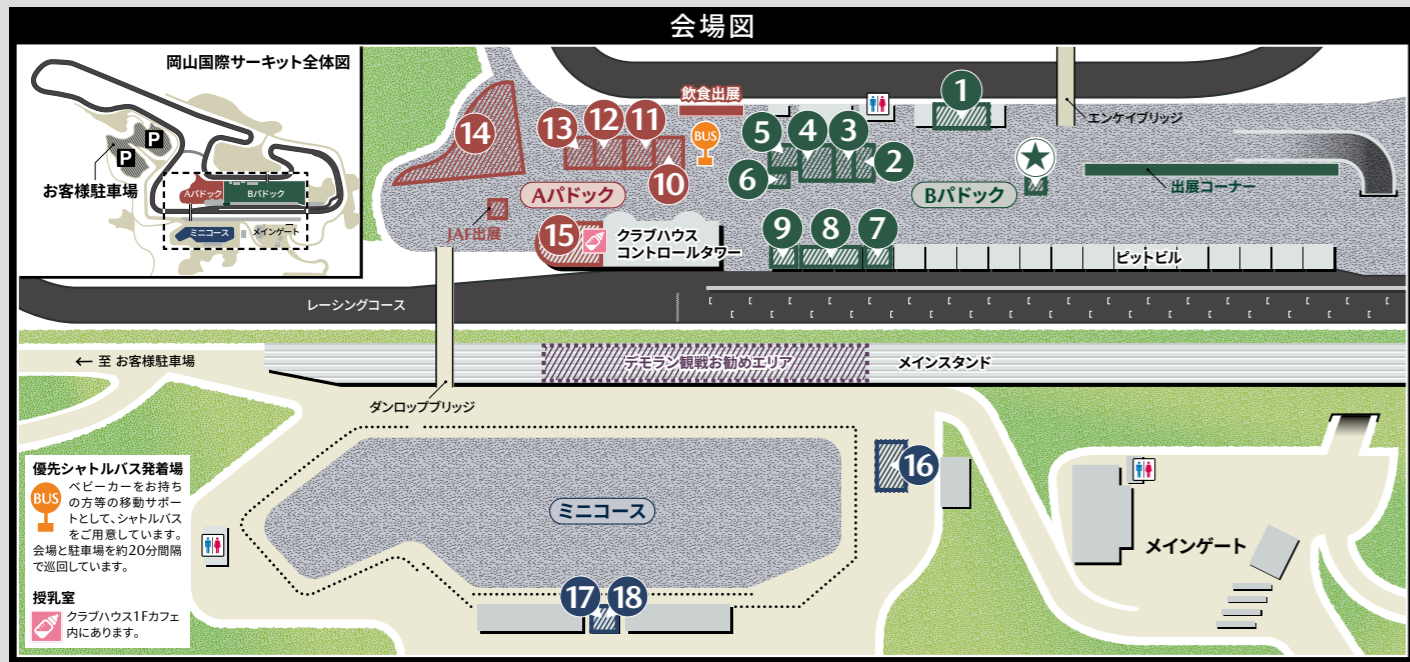 会場図
岡山国際サーキット全体図
P
P
お客様駐車場
Aパドック
Bパドック
ミニコース
メインゲート
飲食出展
1
エンケイブリッジ
14
13
12
11
BUS
5
4
3
2
10
6
★
出展コーナー
Aパドック
Bパドック
JAF出展
15
クラブハウス
コントロールタワー
9
8
7
ピットビル
レーシングコース
← 至 お客様駐車場
デモラン観戦お勧めエリア
メインスタンド
ダンロップブリッジ
16
ミニコース
メインゲート
17
18
優先シャトルバス発着場
BUS
ベビーカーをお持ち
の方等の移動サポー
トとして、シャトルバス
をご用意しています。
会場と駐車場を約20分間隔
で巡回しています。
授乳室
クラブハウス1Fカフェ
内にあります。